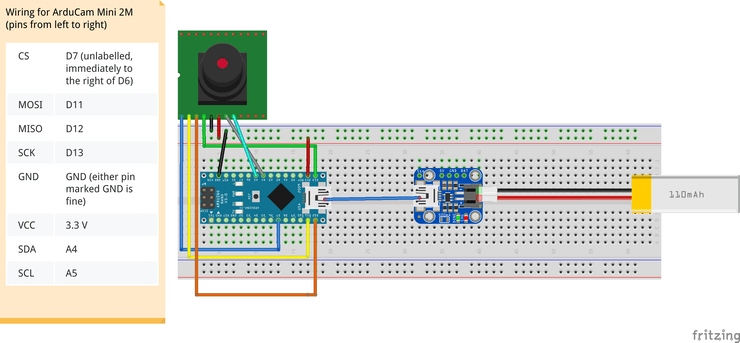 Wiring for ArduCam Mini 2M
(pins from left to right)
CS D7 (unlabelled,
immediately to
the right of D6)
MOSI D11
MISO D12
SCK D13
GND GND (either pin
marked GND is
fine)
VCC 3.3 V
SDA A4
SCL A5
110mAh
fritzing